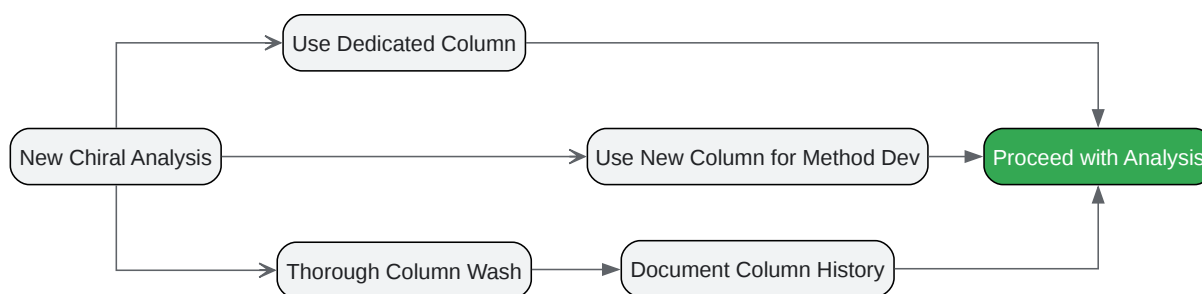 Use Dedicated Column
New Chiral Analysis
Use New Column for Method Dev
Proceed with Analysis
Thorough Column Wash
Document Column History